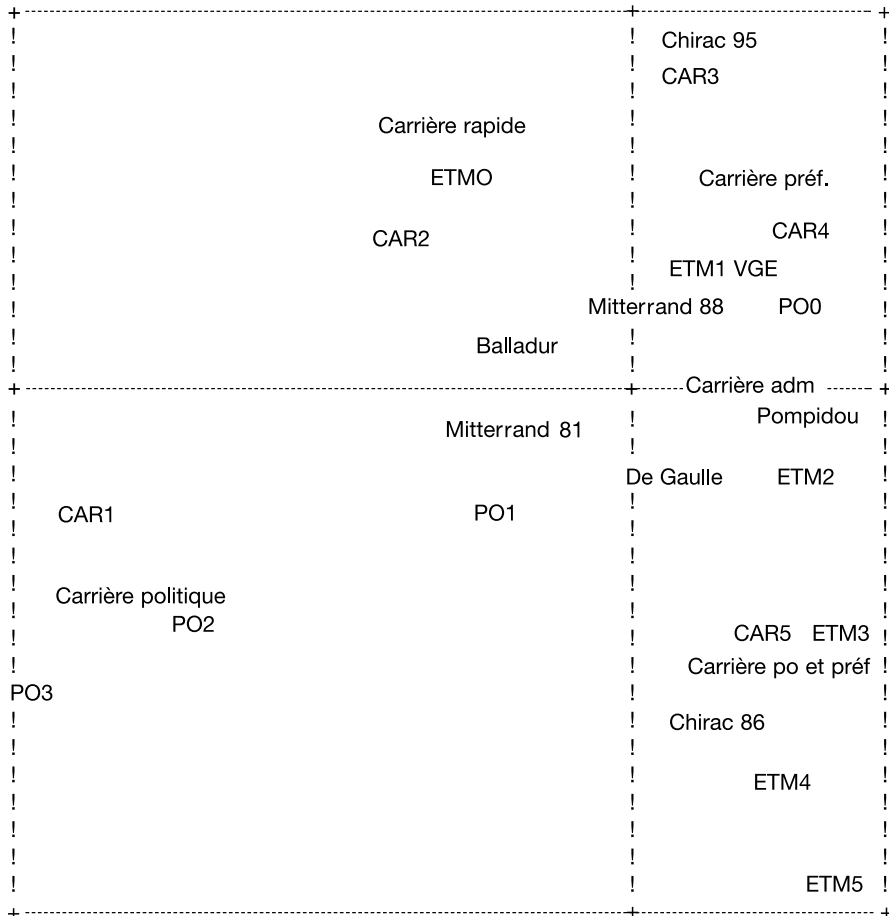 Chirac 95
CAR3
Carrière rapide
ETMO
Carrière préf.
CAR2
CAR4
ETM1 VGE
Mitterrand 88 PO0
Balladur
Carrière adm
Pompidou
Mitterrand 81
De Gaulle ETM2
CAR1
PO1
Carrière politique
PO2
CAR5 ETM3
Carrière po et préf
PO3
Chirac 86
ETM4
ETM5